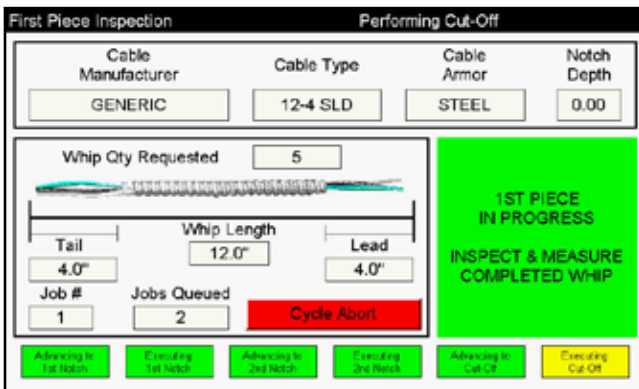 First Piece Inspection Performing Cut-Off
Cable Manufacturer Cable Type Cable Armor Notch Depth
GENERIC 12-4 SLD STEEL 0.00
Whip Qty Requested 5
1ST PIECE
IN PROGRESS
INSPECT & MEASURE
COMPLETED WHIP
Whip Length
12.0"
Tail
4.0"
Lead
4.0"
Job #
1
Jobs Queued
2
Cycle Abort
Advancing to
1st Notch
Executing
1st Notch
Advancing to
2nd Notch
Executing
2nd Notch
Advancing to
Cut-Off
Executing
Cut-Off